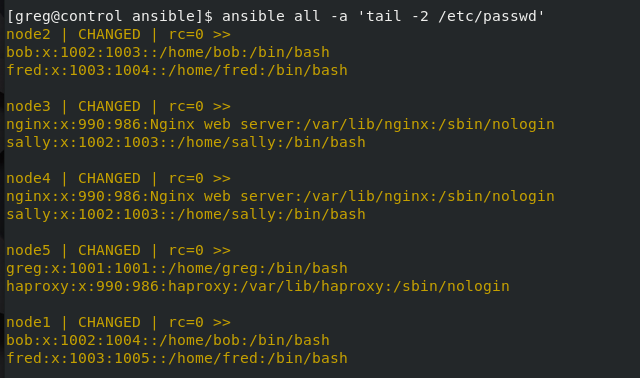 [greg@control ansible]$ ansible all -a 'tail -2 /etc/passwd'
node2 | CHANGED | rc=0 >>
bob:x:1002:1003::/home/bob:/bin/bash
fred:x:1003:1004::/home/fred:/bin/bash

node3 | CHANGED | rc=0 >>
nginx:x:990:986:Nginx web server:/var/lib/nginx:/sbin/nologin
sally:x:1002:1003::/home/sally:/bin/bash

node4 | CHANGED | rc=0 >>
nginx:x:990:986:Nginx web server:/var/lib/nginx:/sbin/nologin
sally:x:1002:1003::/home/sally:/bin/bash

node5 | CHANGED | rc=0 >>
greg:x:1001:1001::/home/greg:/bin/bash
haproxy:x:990:986:haproxy:/var/lib/haproxy:/sbin/nologin

node1 | CHANGED | rc=0 >>
bob:x:1002:1004::/home/bob:/bin/bash
fred:x:1003:1005::/home/fred:/bin/bash